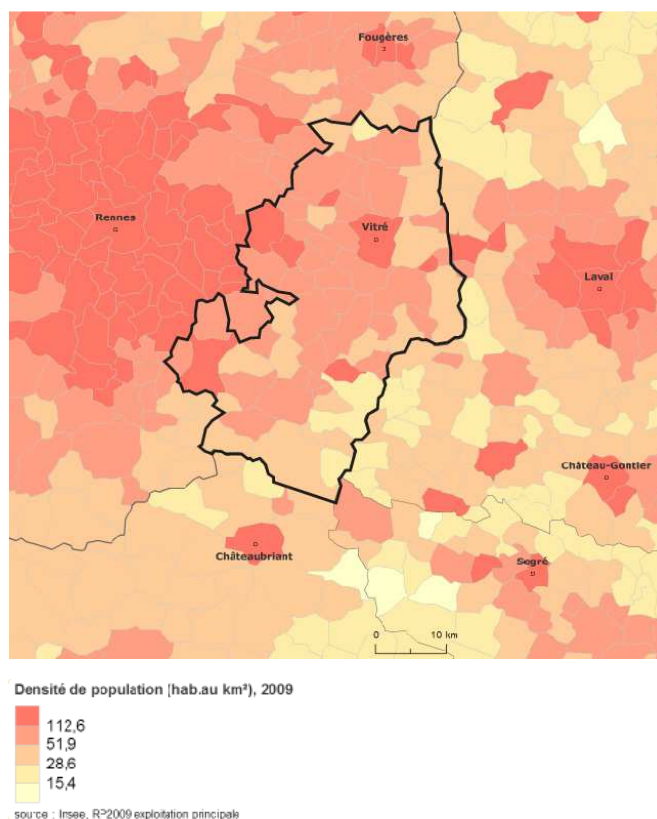 Fougères
Rennes
Vitré
Laval
Château-Gontier
Châteaubriant
Segré
0 10 km
Densité de population (hab.au km²), 2009
112,6
51,9
28,6
15,4
source : Insee, RP2009 exploitation principale